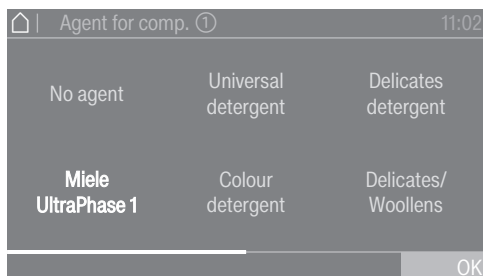 Agent for comp. ① 11:02
No agent
Universal
detergent
Delicates
detergent
Miele
UltraPhase 1
Colour
detergent
Delicates/
Woollens
OK